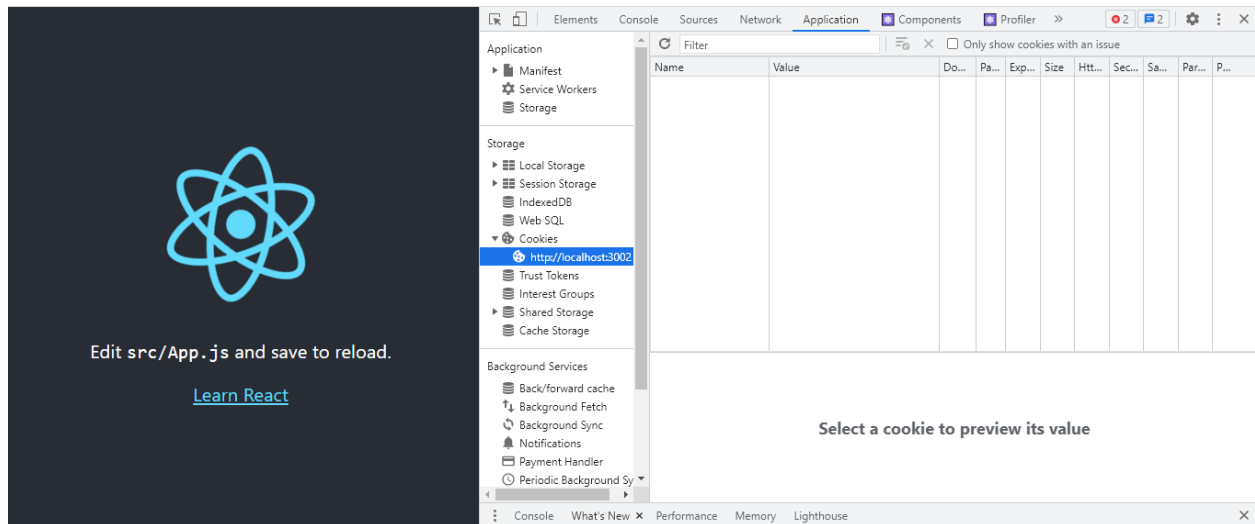 Edit src/App.js and save to reload.
Learn React
Elements Console Sources Network Application Components Profiler » 2 2
Application
Manifest
Service Workers
Storage
Storage
Local Storage
Session Storage
IndexedDB
Web SQL
Cookies
http://localhost:3002
Trust Tokens
Interest Groups
Shared Storage
Cache Storage
Background Services
Back/forward cache
Background Fetch
Background Sync
Notifications
Payment Handler
Periodic Background Sy
Filter Only show cookies with an issue
Name Value Do... Pa... Exp... Size Htt... Sec... Sa... Par... P...
Select a cookie to preview its value
Console What's New × Performance Memory Lighthouse